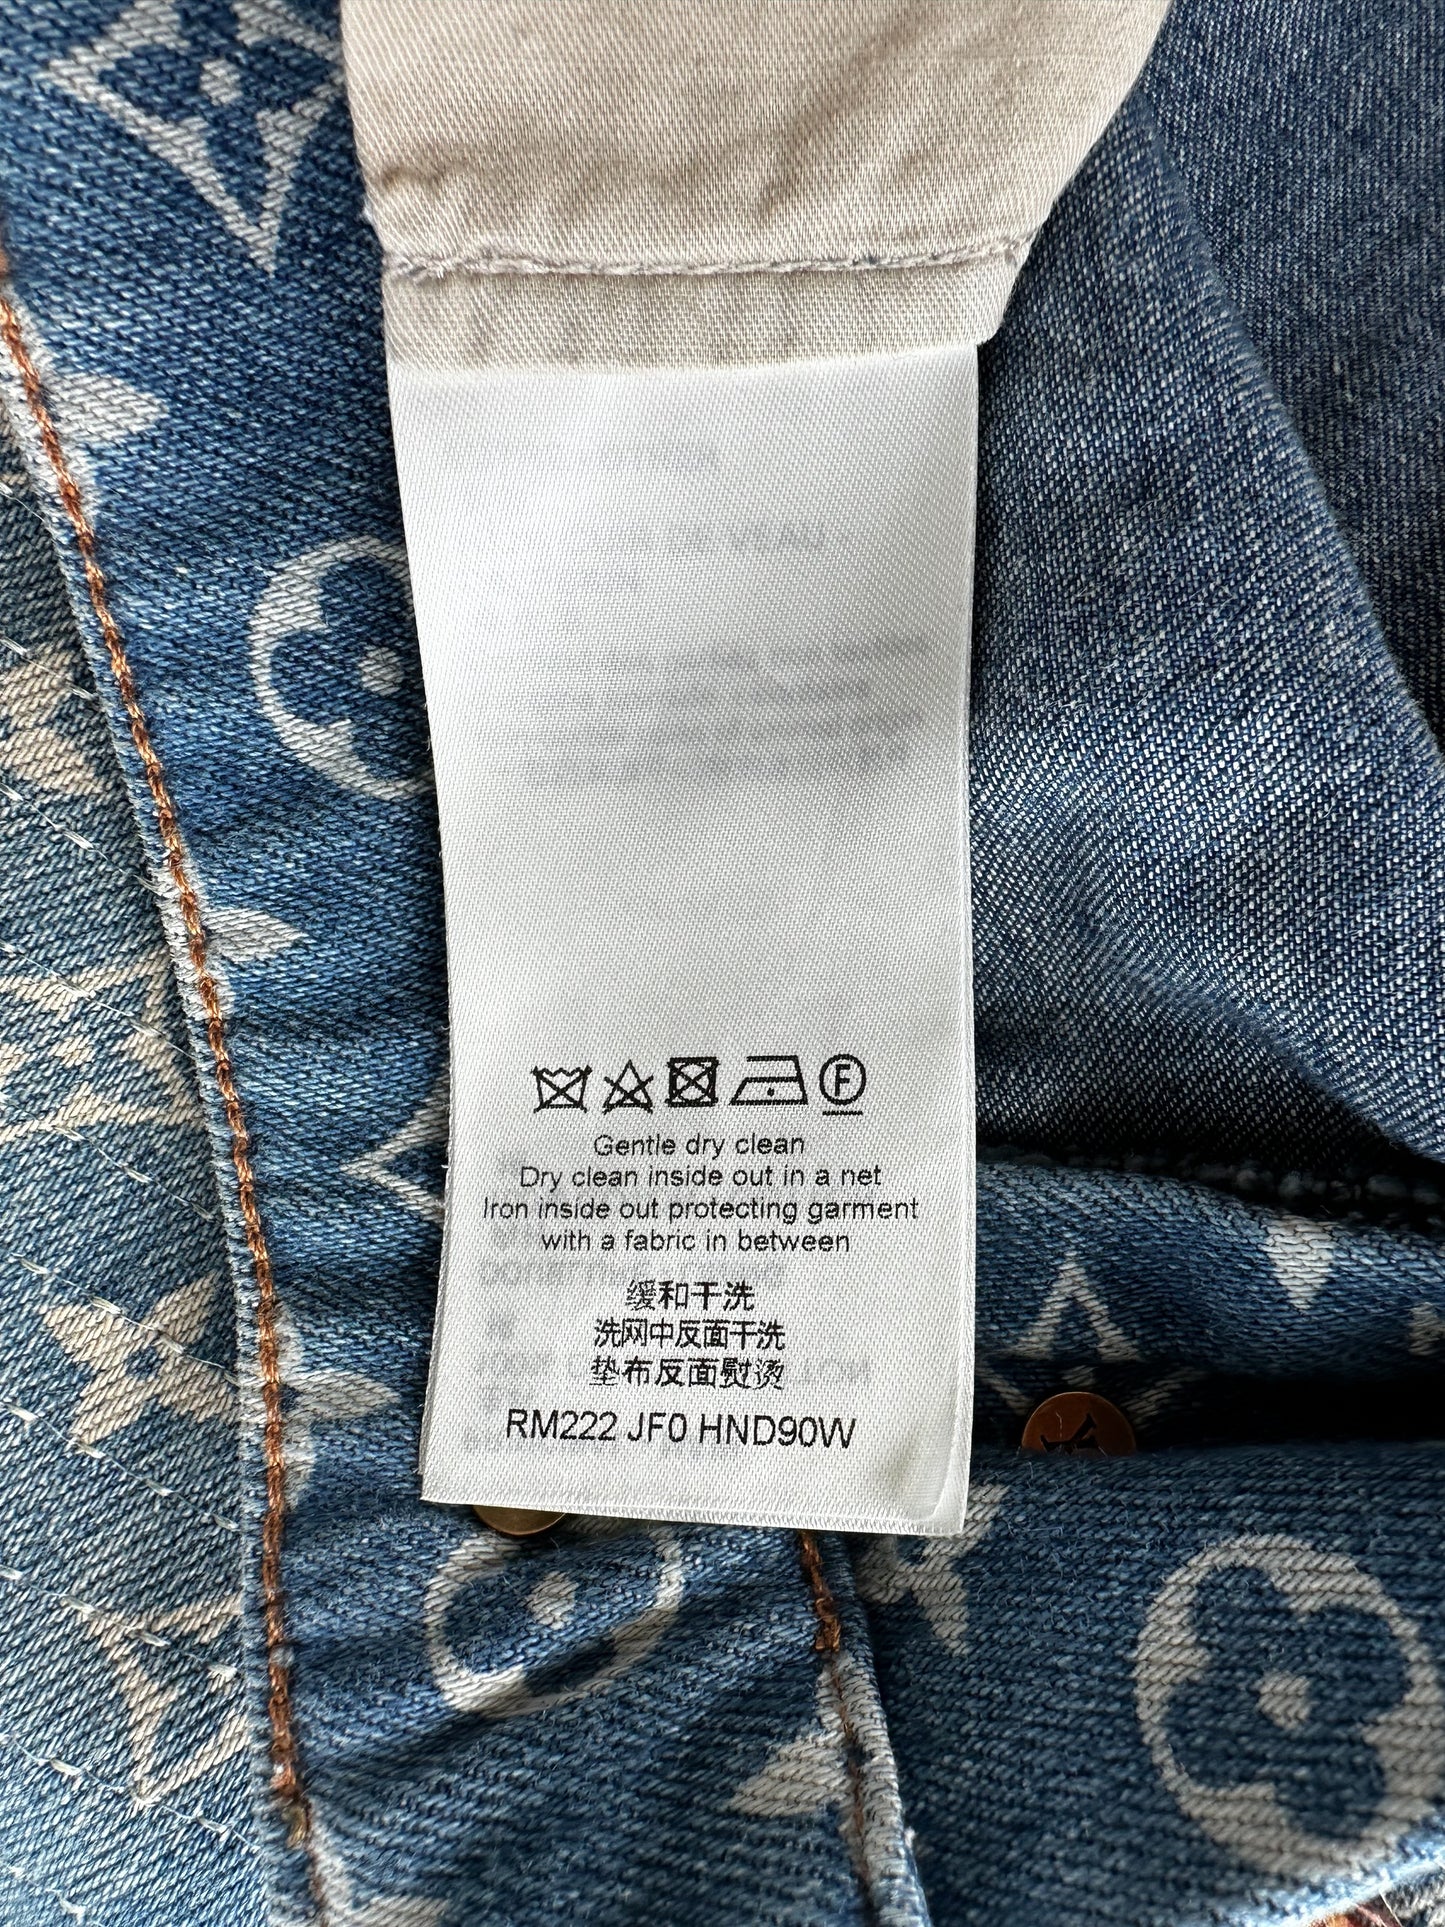 F
Gentle dry clean
Dry clean inside out in a net
Iron inside out protecting garment
with a fabric in between
缓和干洗
洗网中反面干洗
垫布反面熨烫
RM222 JF0 HND90W